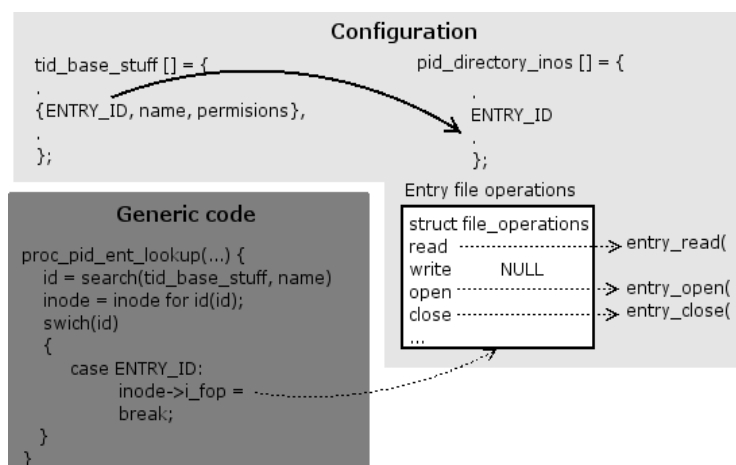 Configuration
tid_base_stuff [] = {
.
{ENTRY_ID, name, permisions},
.
};
pid_directory_inos [] = {
.
ENTRY_ID
.
};
Entry file operations
struct file_operations
read
write NULL
open
close
...
entry_read(
entry_open(
entry_close(
Generic code
proc_pid_ent_lookup(...) {
id = search(tid_base_stuff, name)
inode = inode for id(id);
swich(id)
{
case ENTRY_ID:
inode->i_fop =
break;
}
}